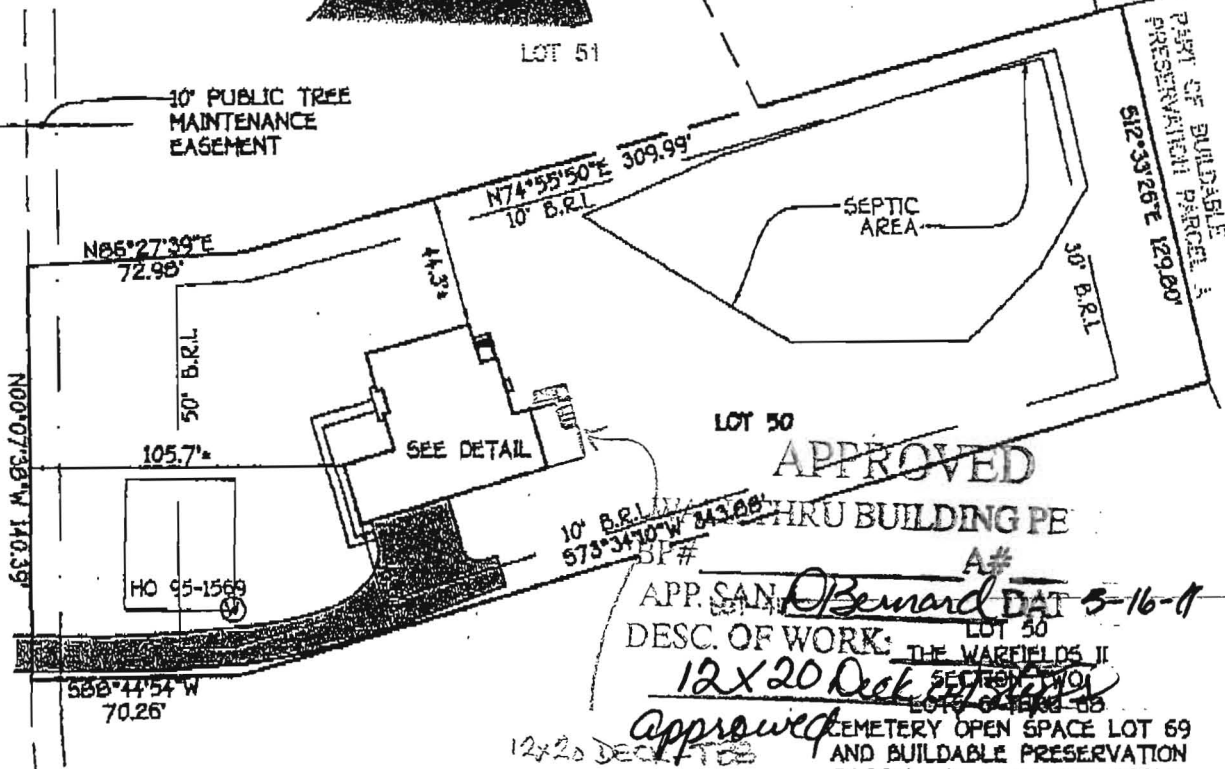 LOT 51
10' PUBLIC TREE
MAINTENANCE
EASEMENT
PART OF BUILDABLE
PRESERVATION PARCEL
S12°33'26"E 129.80'
N74°55'50"E 309.99'
10' B.R.L
SEPTIC
AREA
N86°27'39"E
72.98'
44.3'±
30' B.R.L
50' B.R.L.
N00°07'38"W 140.39'
105.7'±
SEE DETAIL
LOT 50
APPROVED
THRU BUILDING PE
10' B.R.L
S73°34'10"W 343.88'
BP# A#
HO 95-1569
APP. SAN DBernard DAT 5-16-11
LOT 50
DESC. OF WORK: THE WARFIELDS II
SECTION TWO
12X20 Deck
S88°44'54"W
70.26'
approved CEMETERY OPEN SPACE LOT 69
12x20 DECK
AND BUILDABLE PRESERVATION